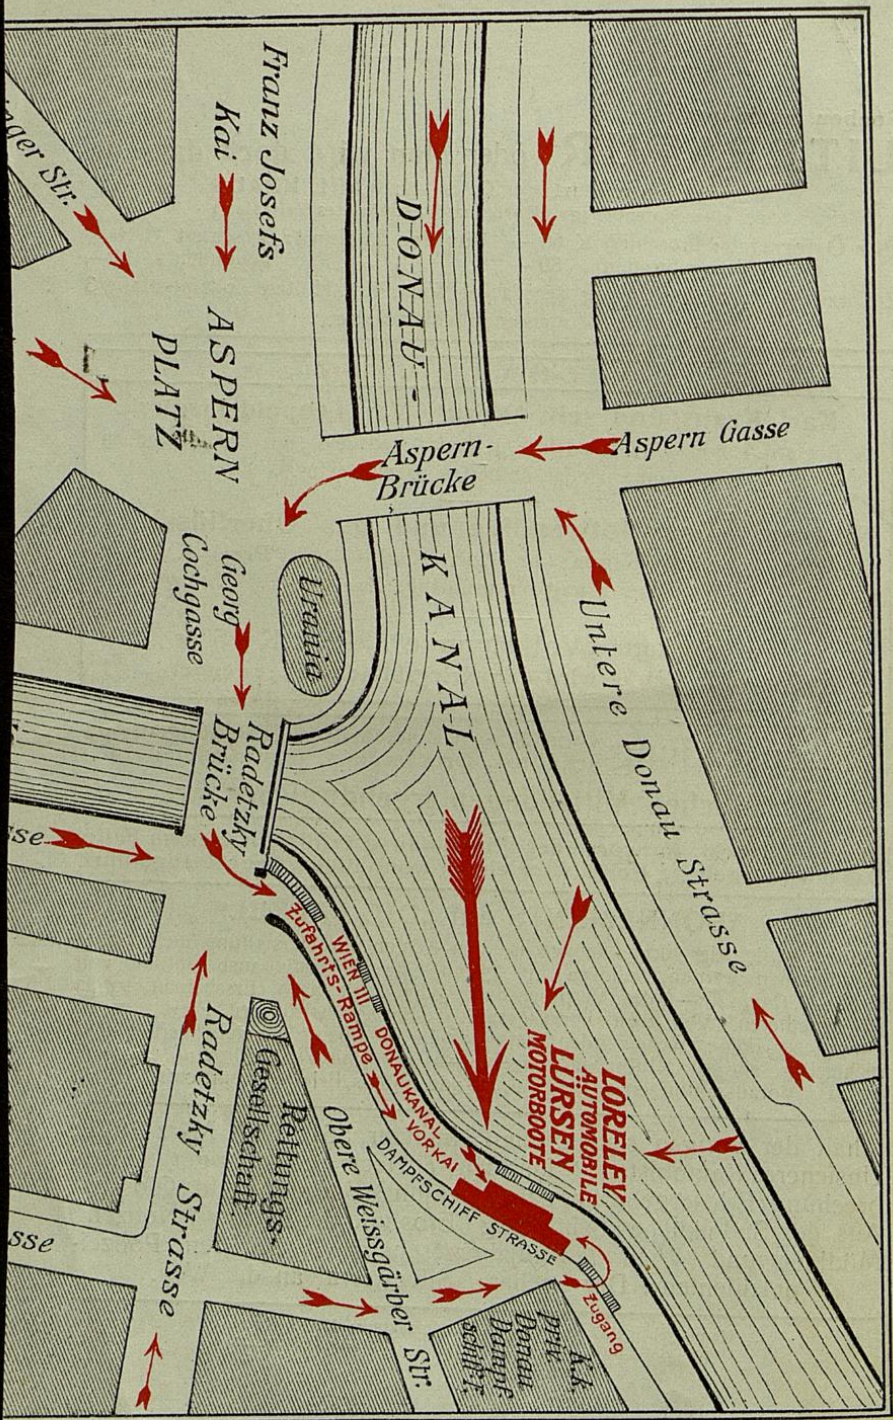 Franz Josefs
Kai
inger Str.
DONAU-
ASPERN
PLATZ
Aspern Gasse
Aspern-
Brücke
KANAL
Untere Donau Strasse
Urania
Georg
Cochgasse
Radetzky
Brücke
sse
Zufahrts-Rampe
WIEN III DONAUKANAL VORKAI
LORELEY
AUTOMOBILE
LÜRSEN
MOTORBOOTE
DAMPFSCHIFF STRASSE
Zugang
Rettungs-
Gesellschaft.
Obere Weissgärber Str.
Radetzky Strasse
sse
k.k.
priv.
Donau
Dampf
schiff.